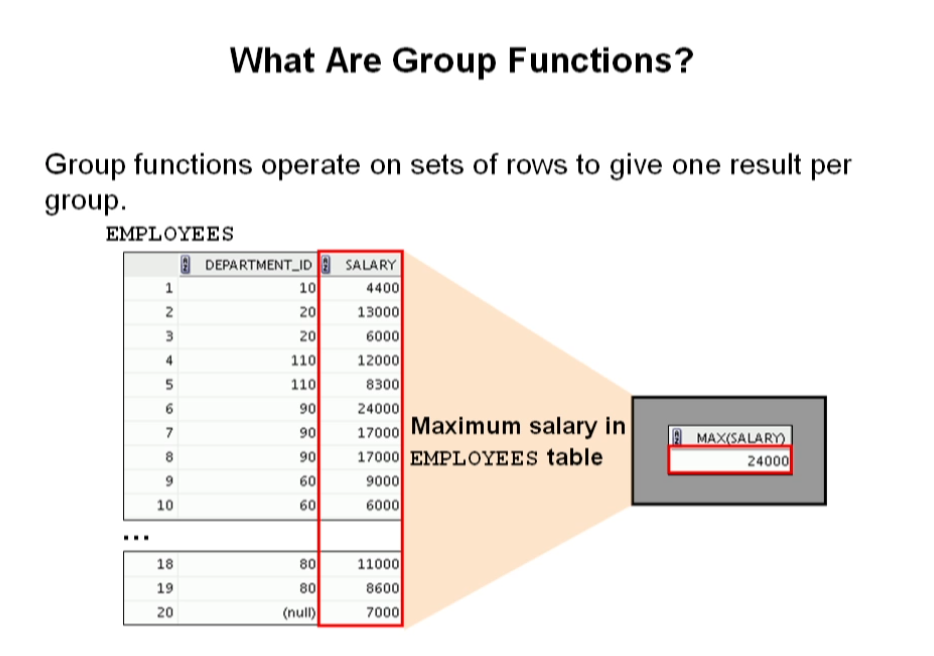 What Are Group Functions?
Group functions operate on sets of rows to give one result per
group.
EMPLOYEES
DEPARTMENT_ID SALARY
1 10 4400
2 20 13000
3 20 6000
4 110 12000
5 110 8300
6 90 24000
7 90 17000
8 90 17000
9 60 9000
10 60 6000
...
18 80 11000
19 80 8600
20 (null) 7000
Maximum salary in
EMPLOYEES table
MAX(SALARY)
24000